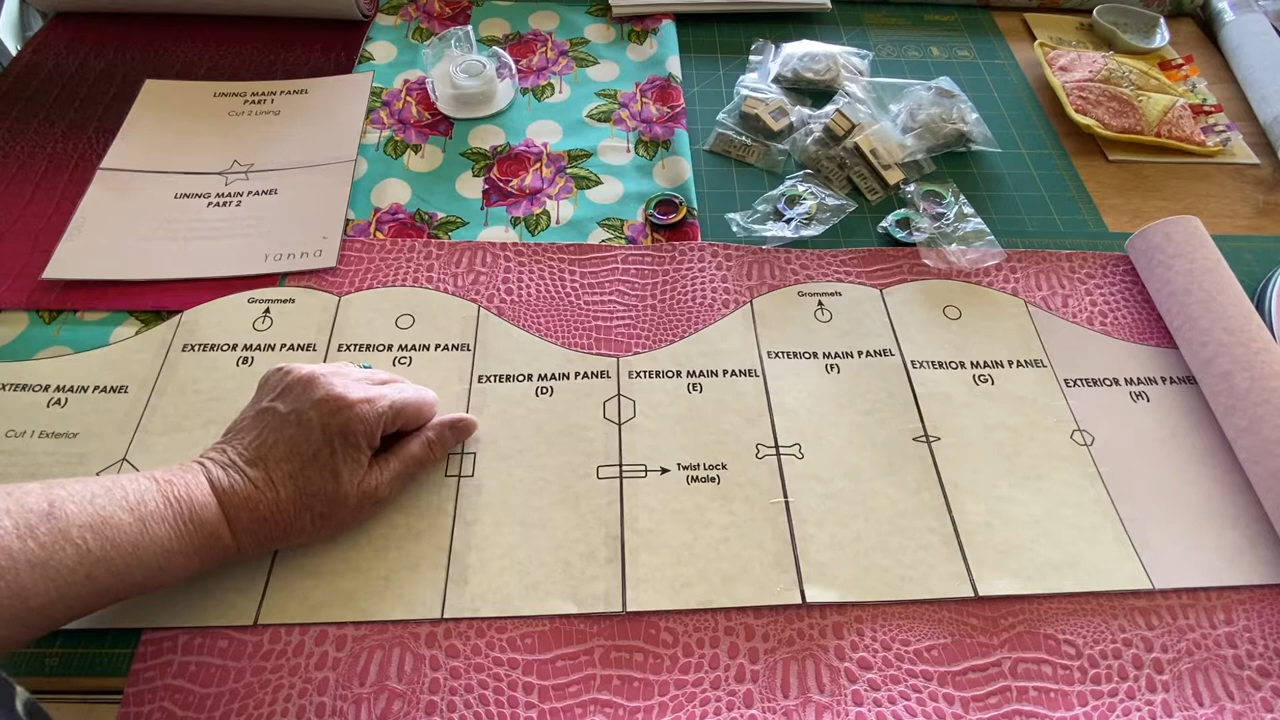 LINING MAIN PANEL
PART 1
Cut 2 Lining
LINING MAIN PANEL
PART 2
Yanna
EXTERIOR MAIN PANEL
(A)
Cut 1 Exterior
Grommets
EXTERIOR MAIN PANEL
(B)
EXTERIOR MAIN PANEL
(C)
EXTERIOR MAIN PANEL
(D)
EXTERIOR MAIN PANEL
(E)
Twist Lock
(Male)
Grommets
EXTERIOR MAIN PANEL
(F)
EXTERIOR MAIN PANEL
(G)
EXTERIOR MAIN PANEL
(H)